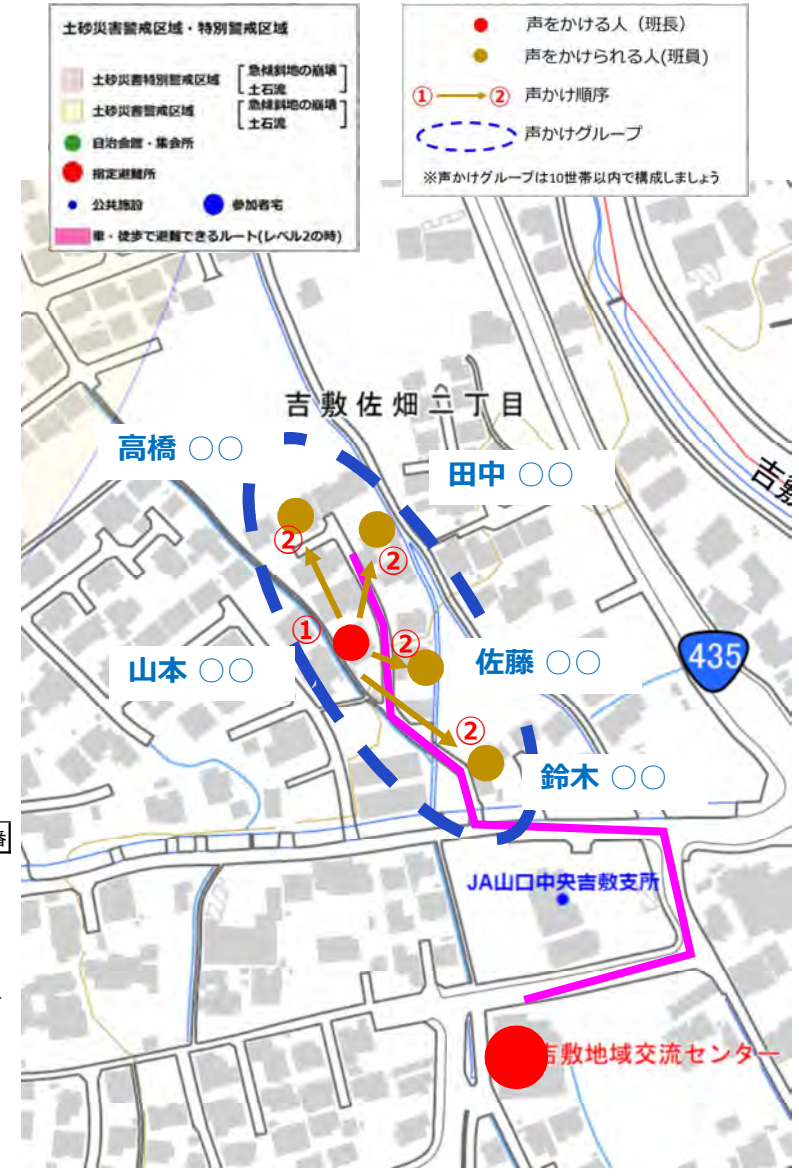 土砂災害警戒区域・特別警戒区域
土砂災害特別警戒区域
急傾斜地の崩壊
土石流
土砂災害警戒区域
急傾斜地の崩壊
土石流
自治会館・集会所
指定避難所
公共施設
参加者宅
車・徒歩で避難できるルート(レベル2の時)
声をかける人（班長）
声をかけられる人(班員)
① ② 声かけ順序
声かけグループ
※声かけグループは10世帯以内で構成しましょう
吉敷佐畑二丁目
高橋 ○○
田中 ○○
②
②
①
②
山本 ○○
佐藤 ○○
435
②
鈴木 ○○
JA山口中央吉敷支所
吉敷地域交流センター